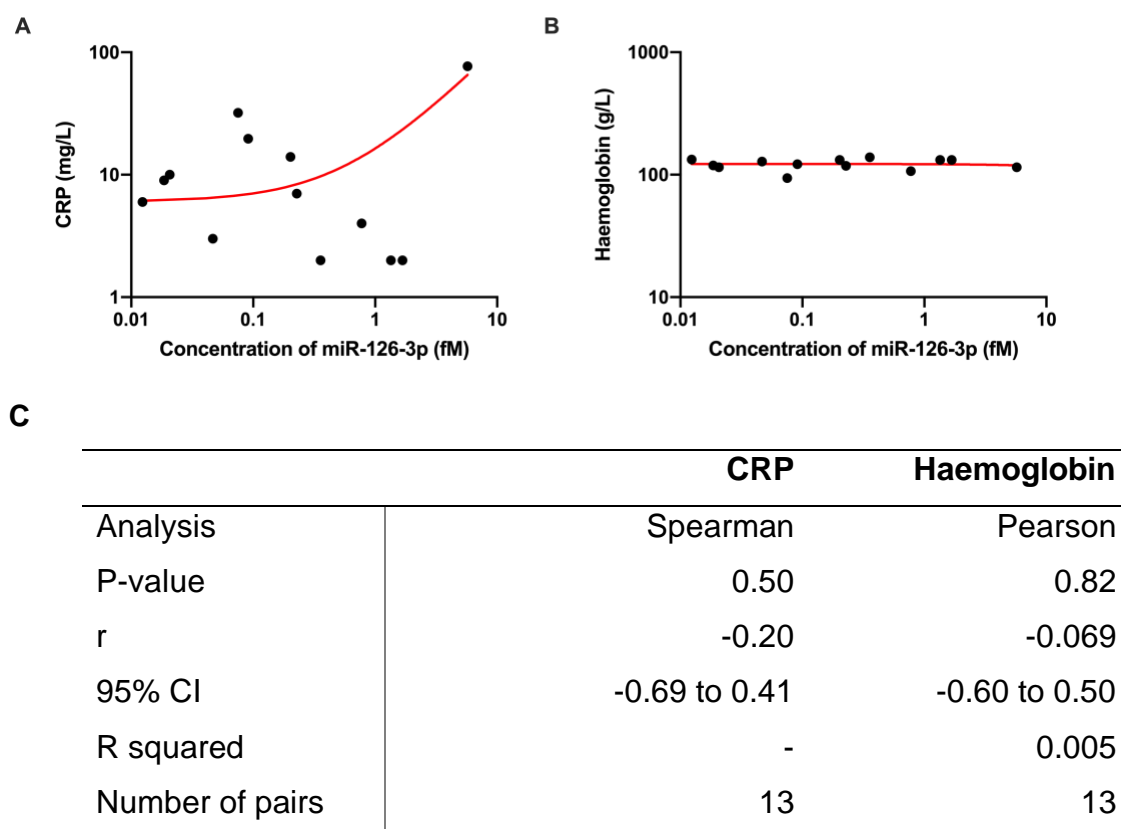 A
CRP (mg/L)
100
10
1
0.01 0.1 1 10
Concentration of miR-126-3p (fM)
B
Haemoglobin (g/L)
1000
100
10
0.01 0.1 1 10
Concentration of miR-126-3p (fM)
C
CRP Haemoglobin
Analysis Spearman Pearson
P-value 0.50 0.82
r -0.20 -0.069
95% CI -0.69 to 0.41 -0.60 to 0.50
R squared - 0.005
Number of pairs 13 13